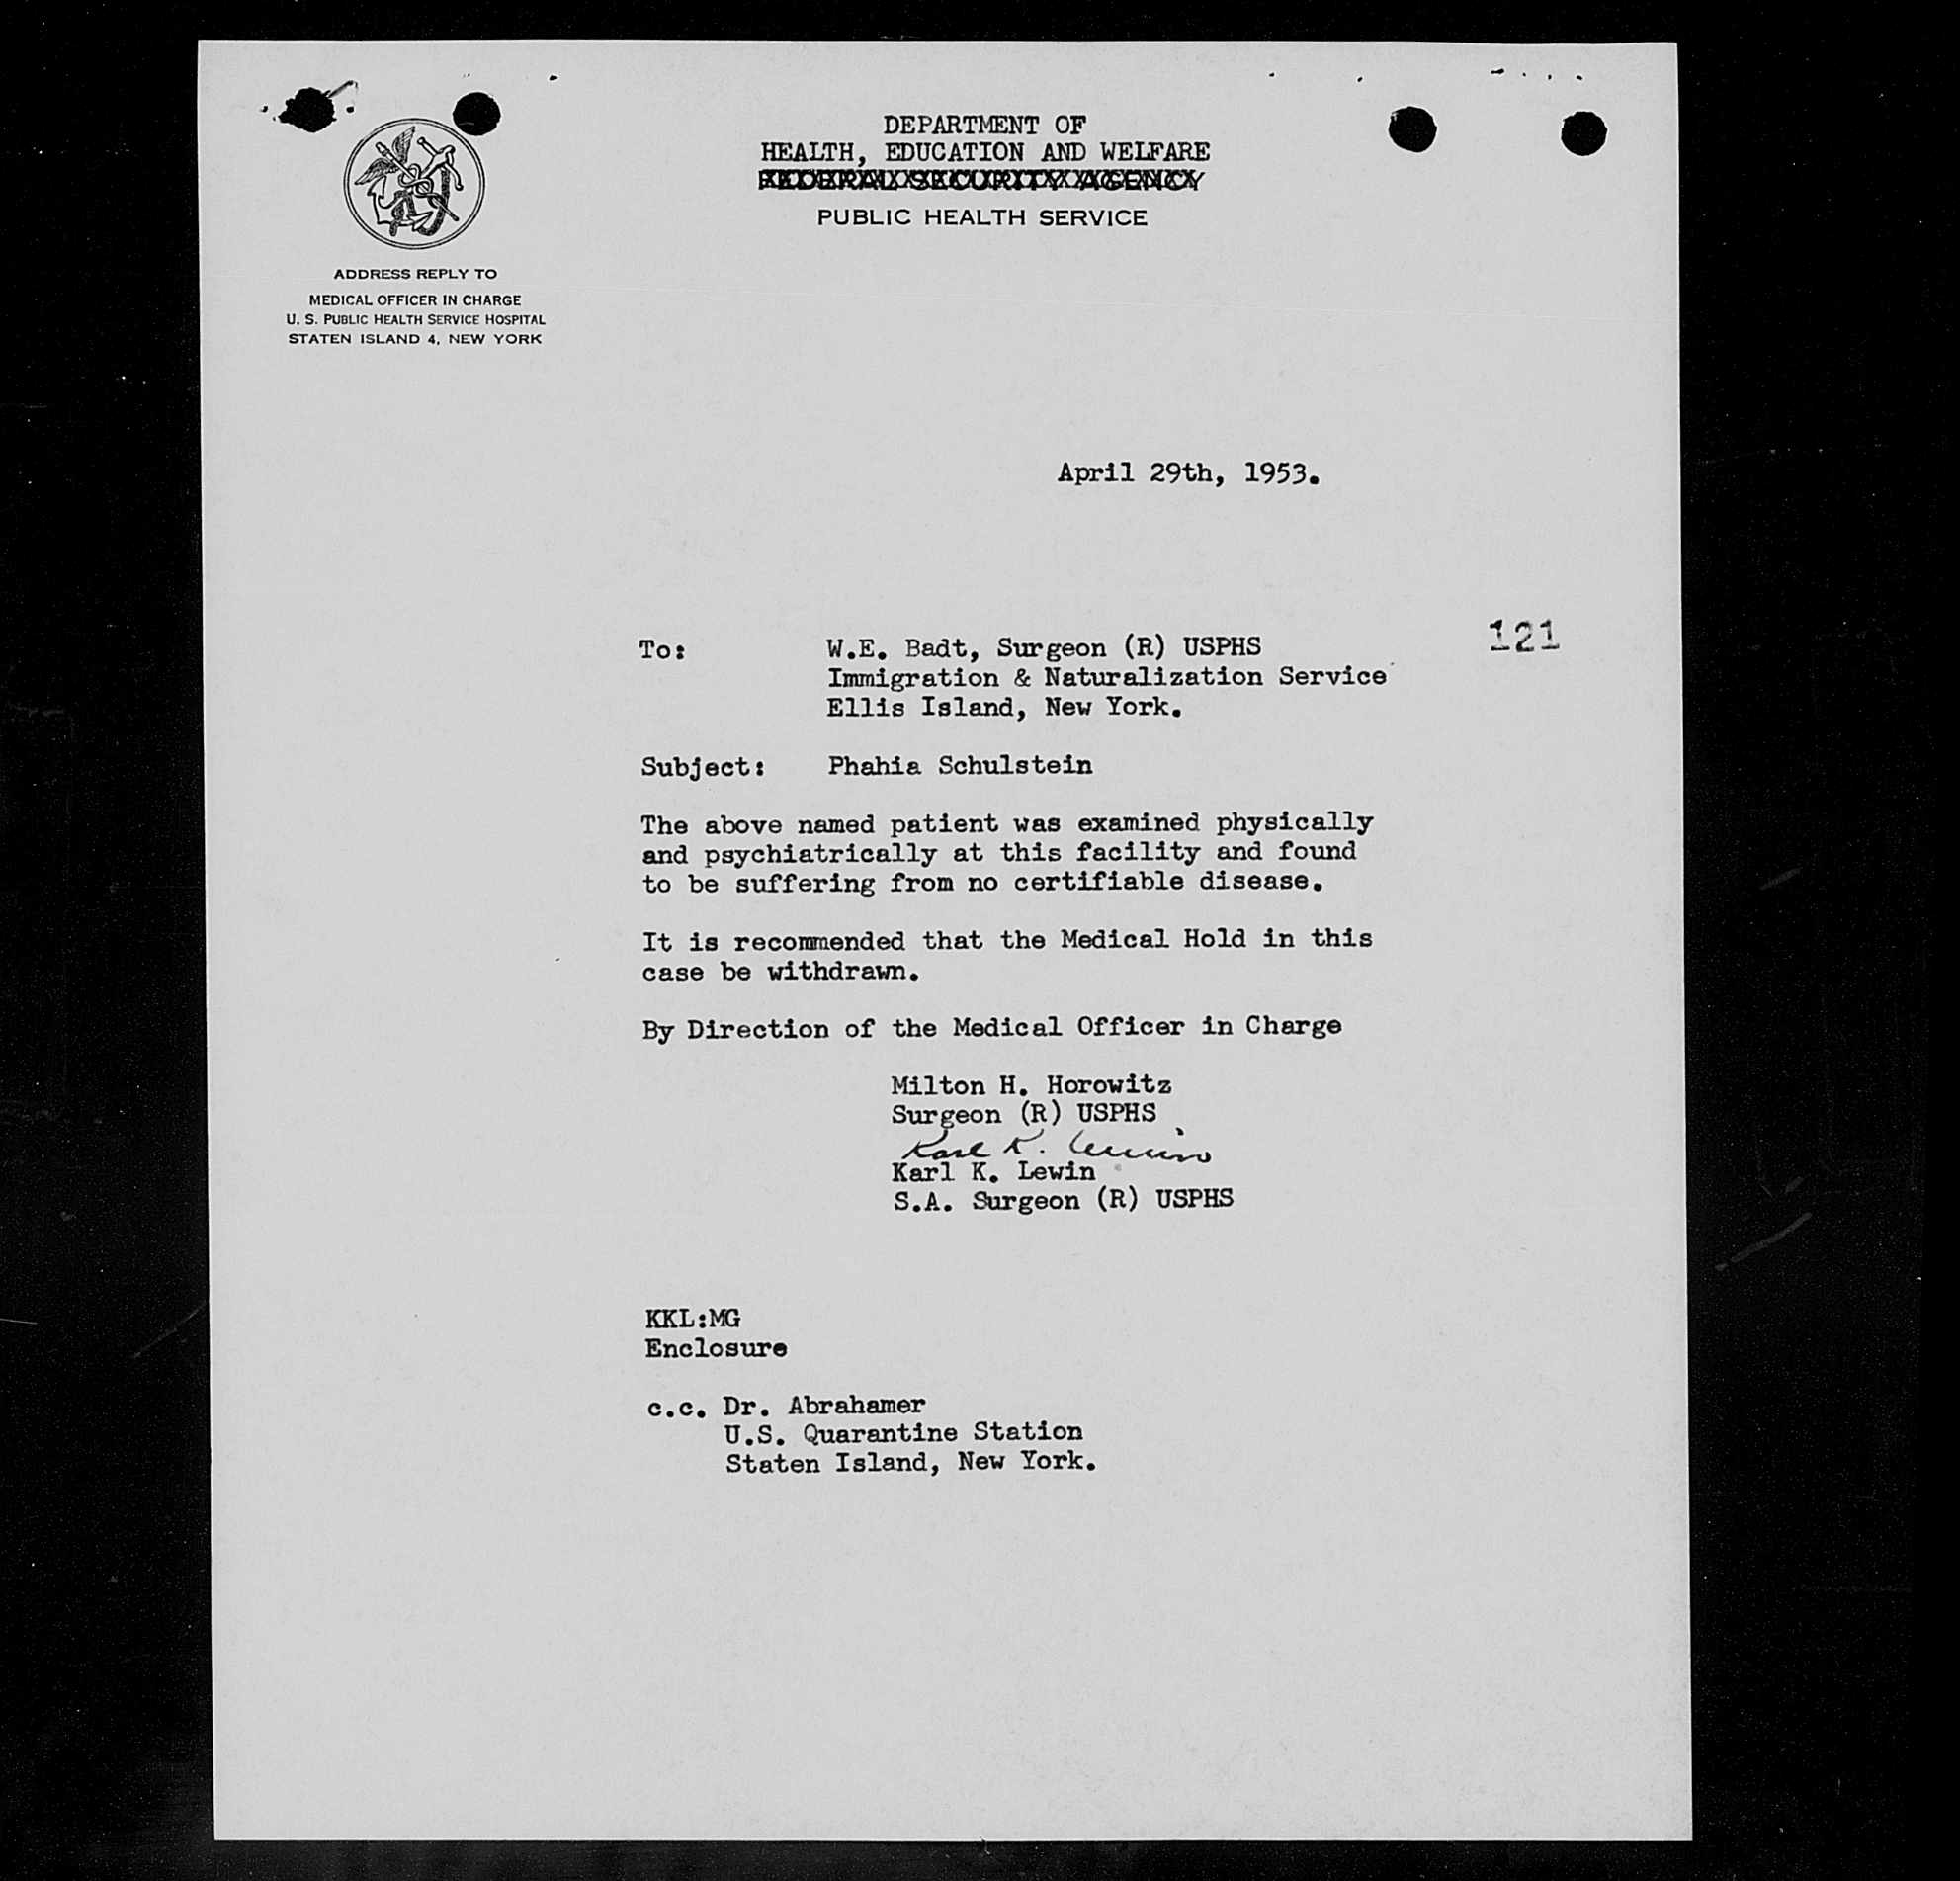 DEPARTMENT OF
HEALTH, EDUCATION AND WELFARE
FEDERAL SECURITY AGENCY
PUBLIC HEALTH SERVICE
ADDRESS REPLY TO
MEDICAL OFFICER IN CHARGE
U. S. PUBLIC HEALTH SERVICE HOSPITAL
STATEN ISLAND 4, NEW YORK
April 29th, 1953.
121
To: W.E. Badt, Surgeon (R) USPHS
Immigration & Naturalization Service
Ellis Island, New York.
Subject: Phahia Schulstein
The above named patient was examined physically
and psychiatrically at this facility and found
to be suffering from no certifiable disease.
It is recommended that the Medical Hold in this
case be withdrawn.
By Direction of the Medical Officer in Charge
Milton H. Horowitz
Surgeon (R) USPHS
Karl K. Lewin
Karl K. Lewin
S.A. Surgeon (R) USPHS
KKL:MG
Enclosure
c.c. Dr. Abrahamer
U.S. Quarantine Station
Staten Island, New York.